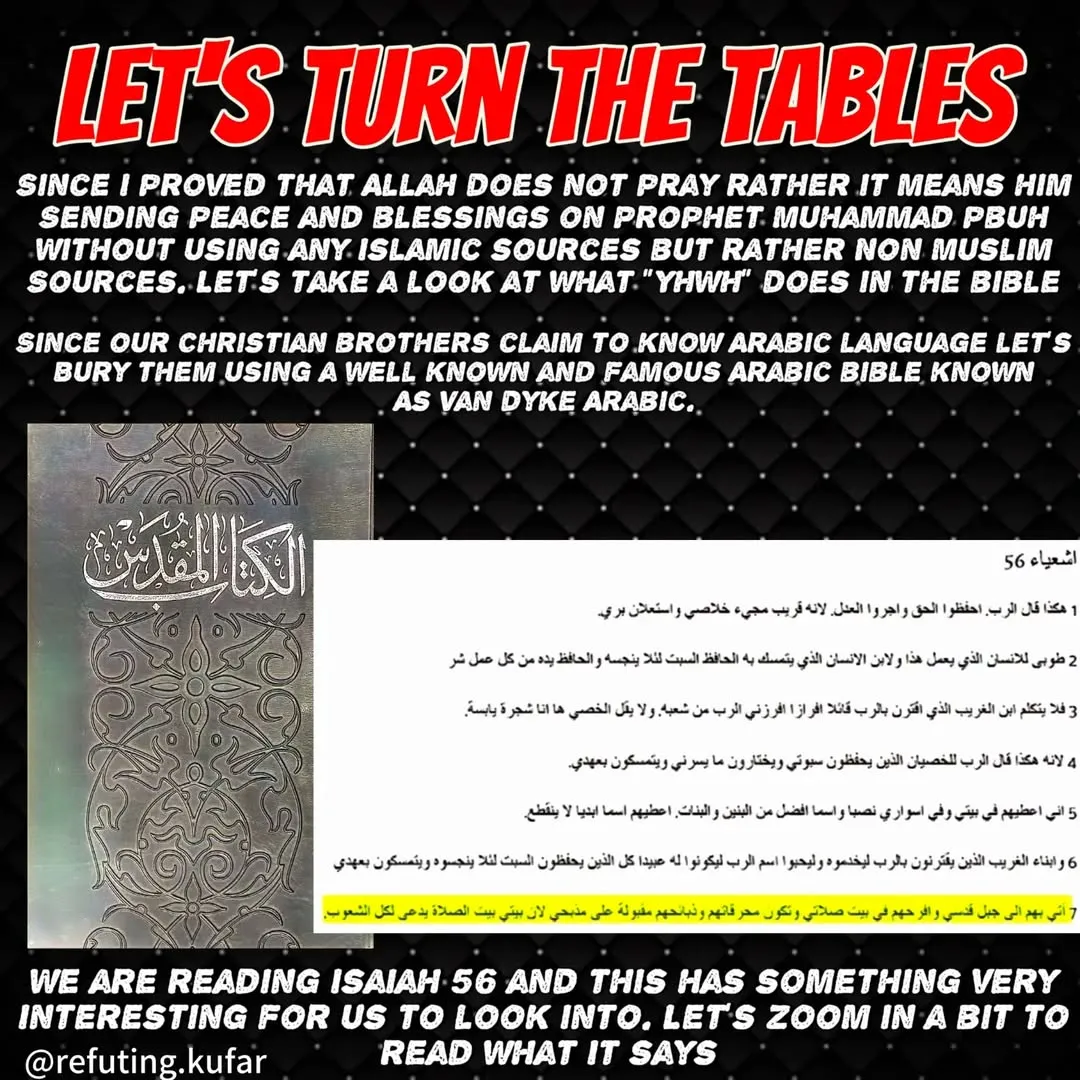 LET'S TURN THE TABLES
SINCE I PROVED THAT ALLAH DOES NOT PRAY RATHER IT MEANS HIM
SENDING PEACE AND BLESSINGS ON PROPHET MUHAMMAD PBUH
WITHOUT USING ANY ISLAMIC SOURCES BUT RATHER NON MUSLIM
SOURCES. LET'S TAKE A LOOK AT WHAT "YHWH" DOES IN THE BIBLE
SINCE OUR CHRISTIAN BROTHERS CLAIM TO KNOW ARABIC LANGUAGE LET'S
BURY THEM USING A WELL KNOWN AND FAMOUS ARABIC BIBLE KNOWN
AS VAN DYKE ARABIC.
الكتاب المقدس
اشعياء 56
1 هكذا قال الرب. احفظوا الحق واجروا العدل. لانه قريب مجيء خلاصي واستعلان بري.
2 طوبى للانسان الذي يعمل هذا ولابن الانسان الذي يتمسك به الحافظ السبت لئلا ينجسه والحافظ يده من كل عمل شر
3 فلا يتكلم ابن الغريب الذي اقترن بالرب قائلا افرازا افرزني الرب من شعبه. ولا يقل الخصي ها انا شجرة يابسة.
4 لانه هكذا قال الرب للخصيان الذين يحفظون سبوتي ويختارون ما يسرني ويتمسكون بعهدي.
5 اني اعطيهم في بيتي وفي اسواري نصبا واسما افضل من البنين والبنات. اعطيهم اسما ابديا لا ينقطع.
6 وابناء الغريب الذين يقترنون بالرب ليخدموه وليحبوا اسم الرب ليكونوا له عبيدا كل الذين يحفظون السبت لئلا ينجسوه ويتمسكون بعهدي
7 أتي بهم الى جبل قدسي وافرحهم في بيت صلاتي وتكون محرقاتهم وذبائحهم مقبولة على مذبحي لان بيتي بيت الصلاة يدعى لكل الشعوب.
WE ARE READING ISAIAH 56 AND THIS HAS SOMETHING VERY
INTERESTING FOR US TO LOOK INTO. LET'S ZOOM IN A BIT TO
READ WHAT IT SAYS
@refuting.kufar